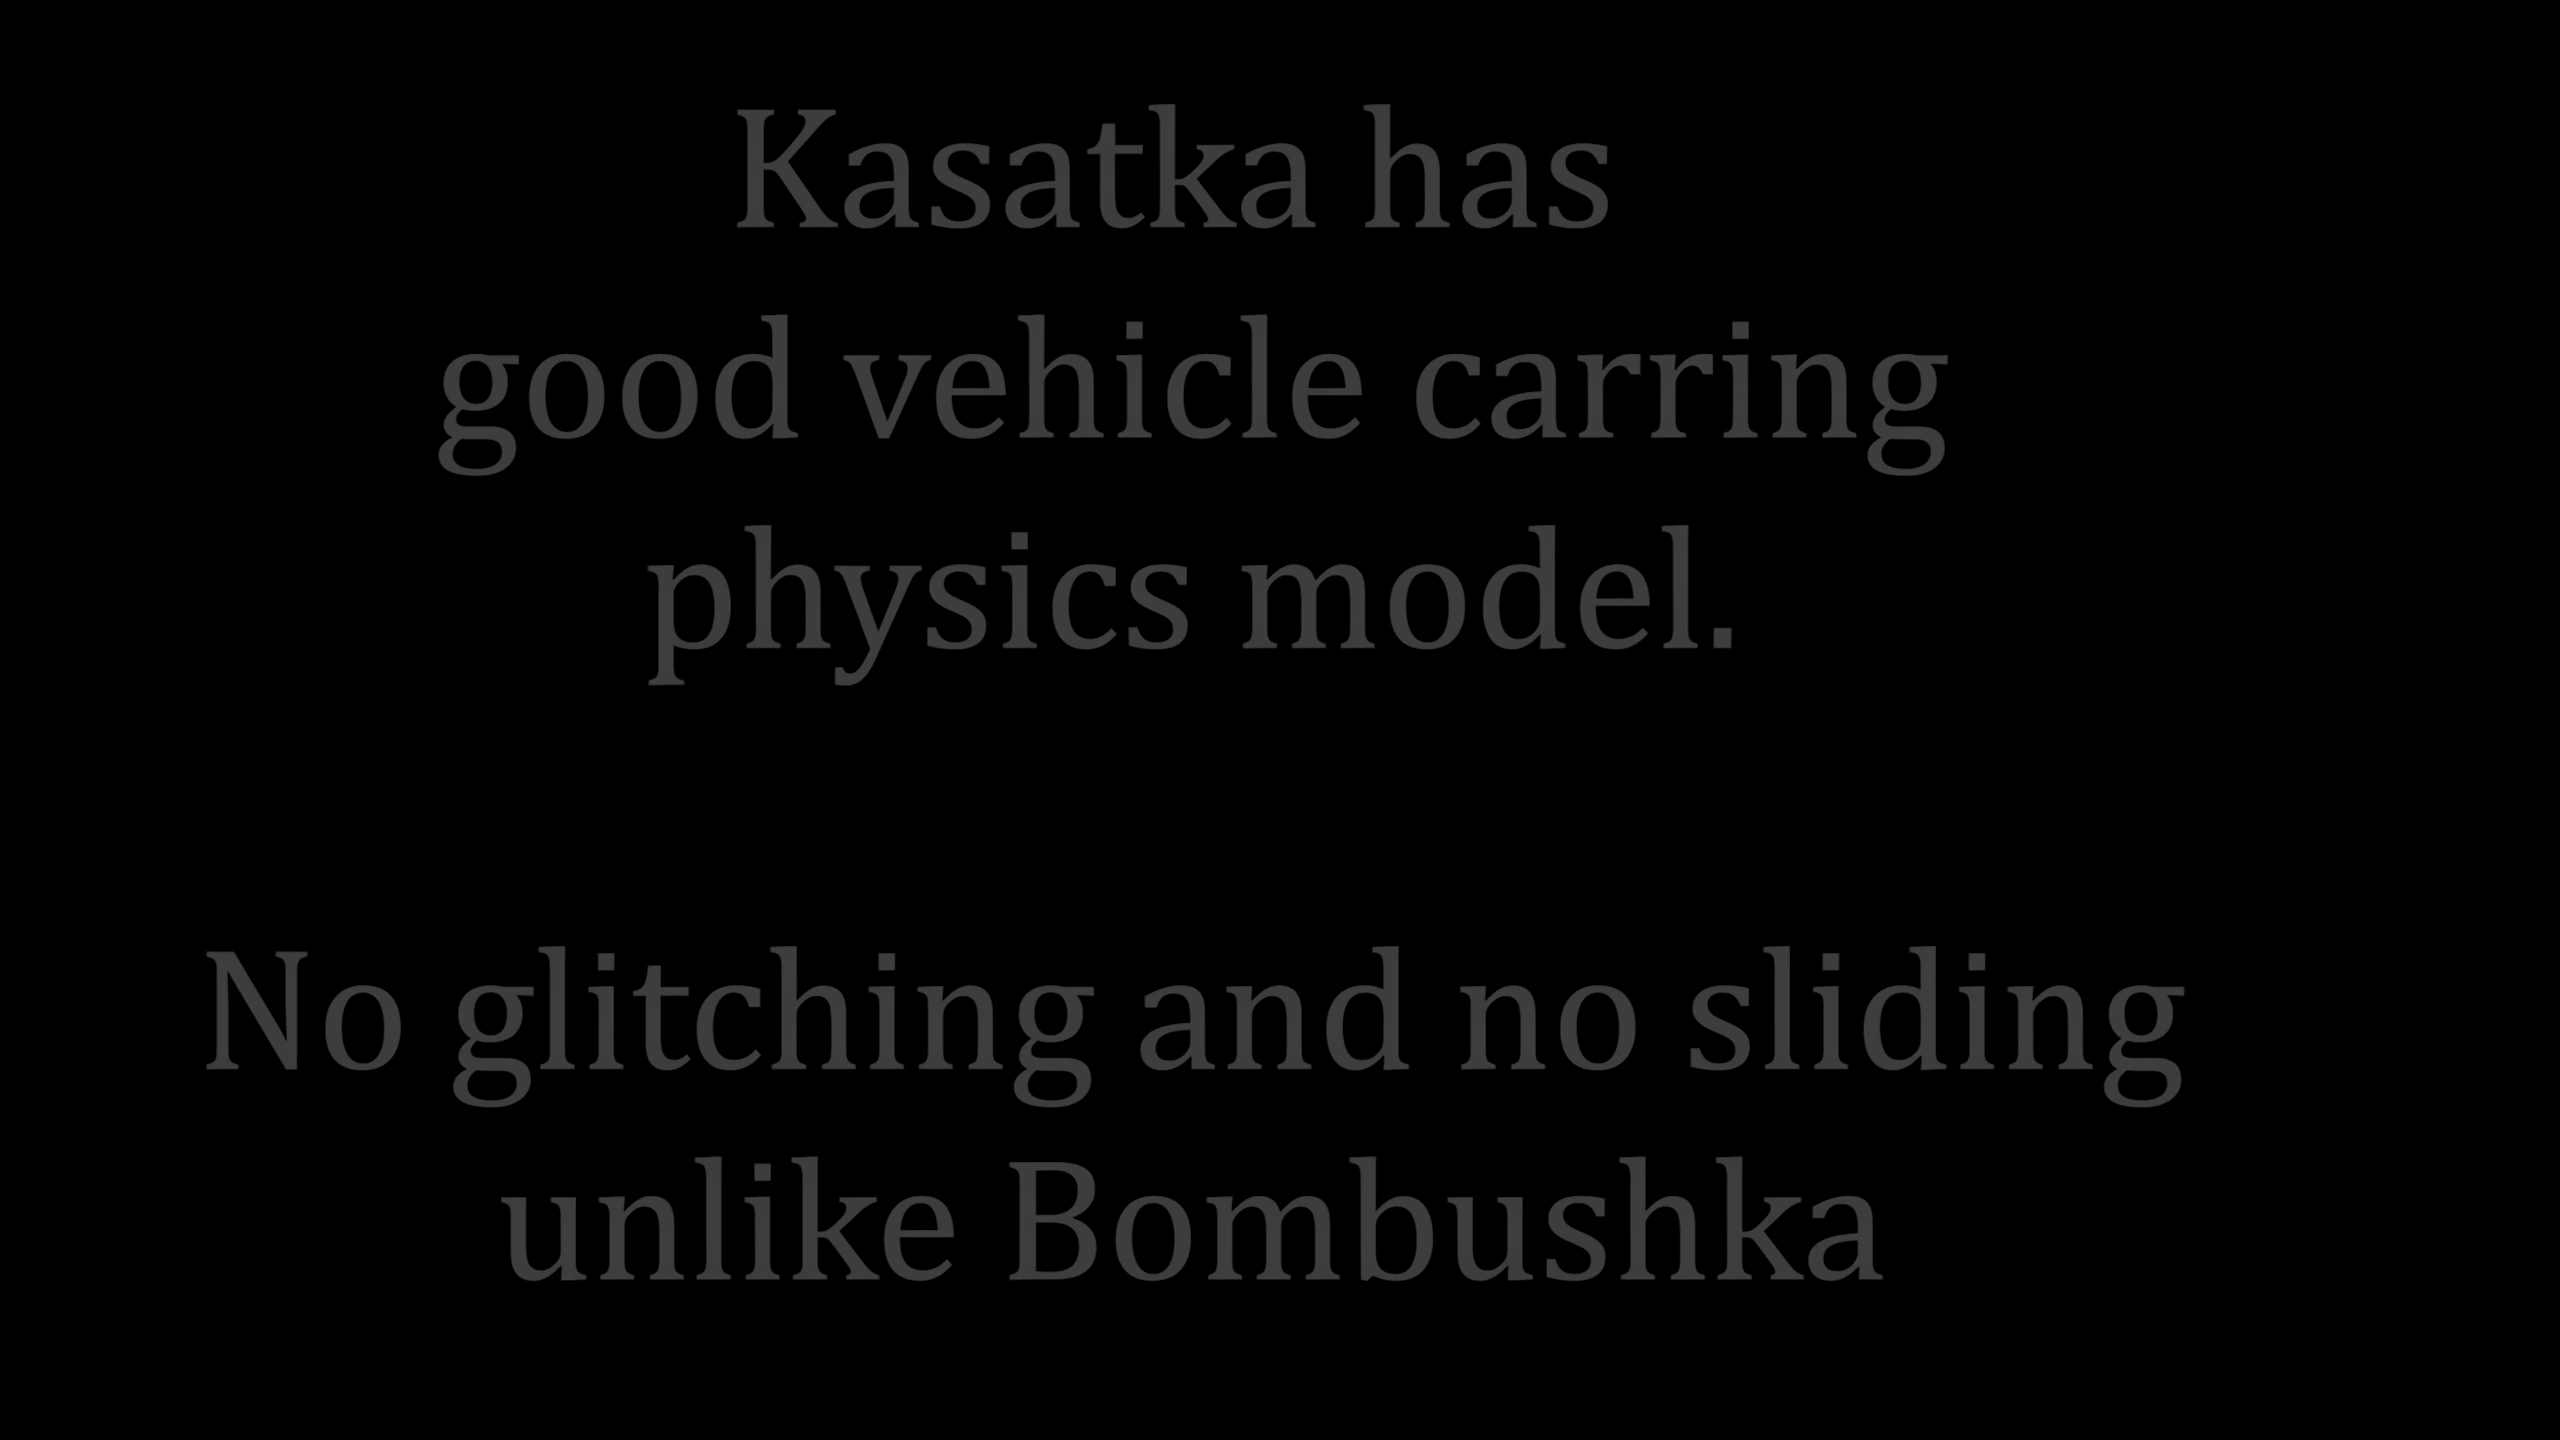 Kasatka has
good vehicle carring
physics model.
No glitching and no sliding
unlike Bombushka